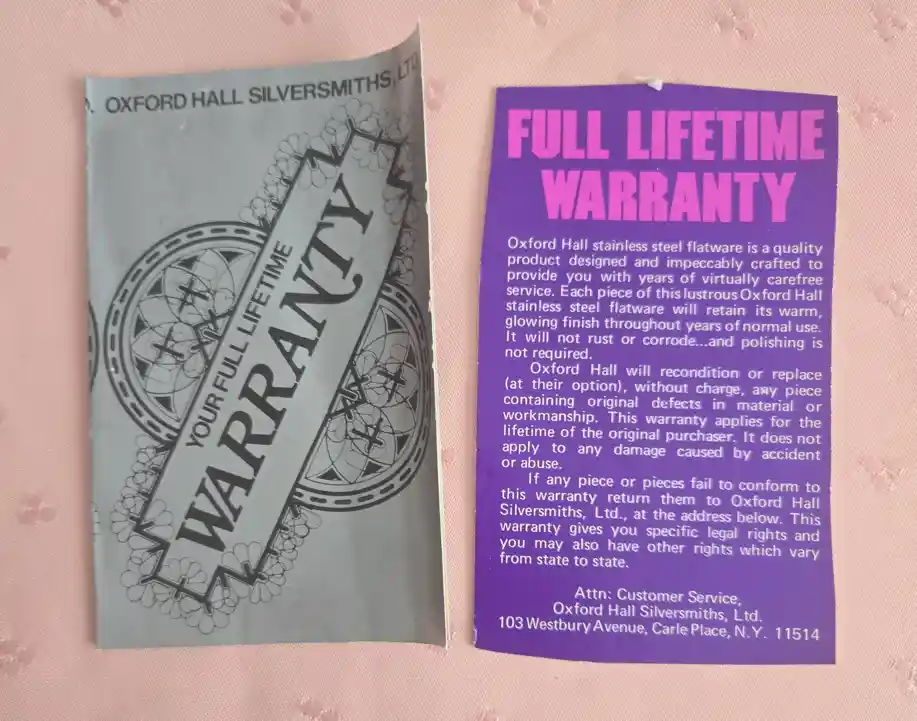 . OXFORD HALL SILVERSMITHS, LTD
YOUR FULL LIFETIME
WARRANTY
FULL LIFETIME
WARRANTY
Oxford Hall stainless steel flatware is a quality
product designed and impeccably crafted to
provide you with years of virtually carefree
service. Each piece of this lustrous Oxford Hall
stainless steel flatware will retain its warm,
glowing finish throughout years of normal use.
It will not rust or corrode...and polishing is
not required.
Oxford Hall will recondition or replace
(at their option), without charge, any piece
containing original defects in material or
workmanship. This warranty applies for the
lifetime of the original purchaser. It does not
apply to any damage caused by accident
or abuse.
If any piece or pieces fail to conform to
this warranty return them to Oxford Hall
Silversmiths, Ltd., at the address below. This
warranty gives you specific legal rights and
you may also have other rights which vary
from state to state.
Attn: Customer Service,
Oxford Hall Silversmiths, Ltd.
103 Westbury Avenue, Carle Place, N.Y. 11514